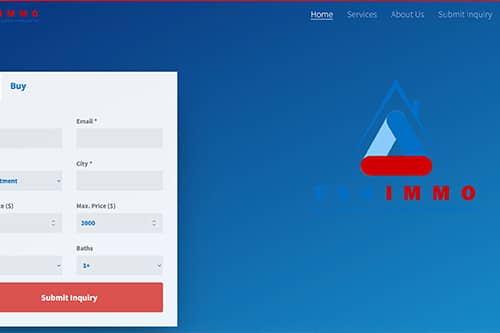 IMMO
Home Services About Us Submit Inquiry
Buy
Email *
City *
tment
e ($) Max. Price ($)
2000
Baths
1+
Submit Inquiry
IMMO